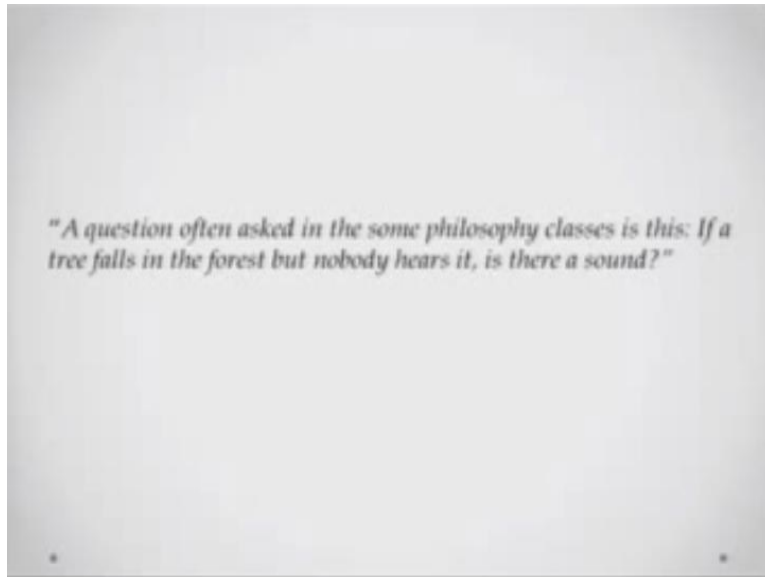 "A question often asked in the some philosophy classes is this: If a
tree falls in the forest but nobody hears it, is there a sound?"